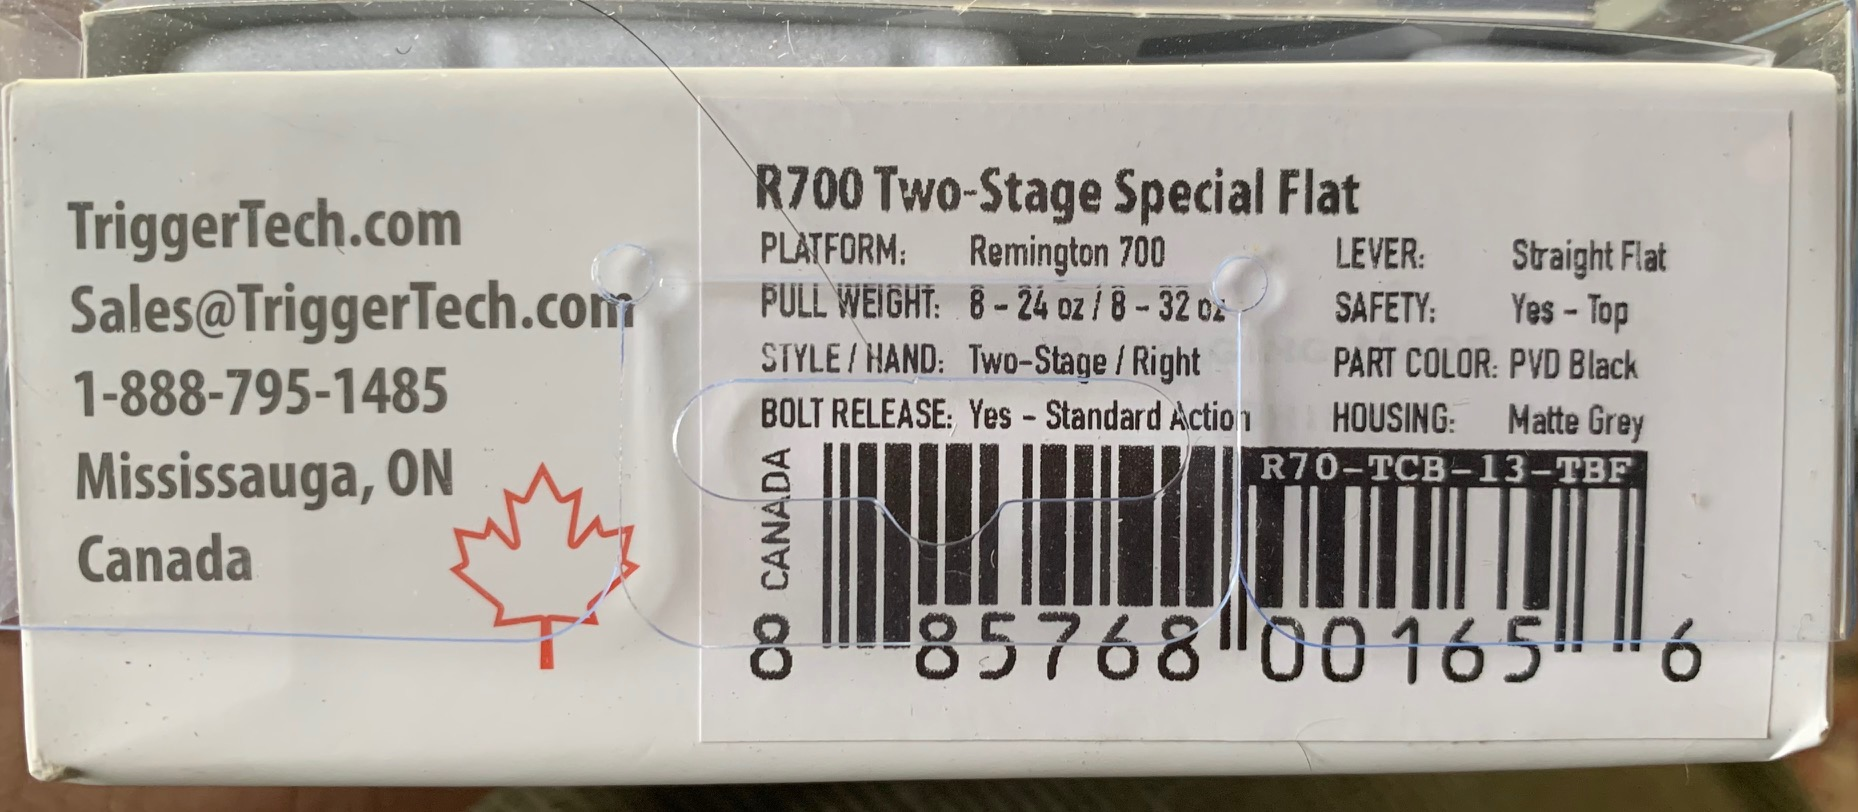 TriggerTech.com
Sales@TriggerTech.com
1-888-795-1485
Mississauga, ON
Canada
R700 Two-Stage Special Flat
PLATFORM: Remington 700
PULL WEIGHT: 8 - 24 oz / 8 - 32 oz
STYLE / HAND: Two-Stage / Right
BOLT RELEASE: Yes - Standard Action
LEVER: Straight Flat
SAFETY: Yes - Top
PART COLOR: PVD Black
HOUSING: Matte Grey
CANADA
R70-TCB-13-TBF
8 85768 00165 6